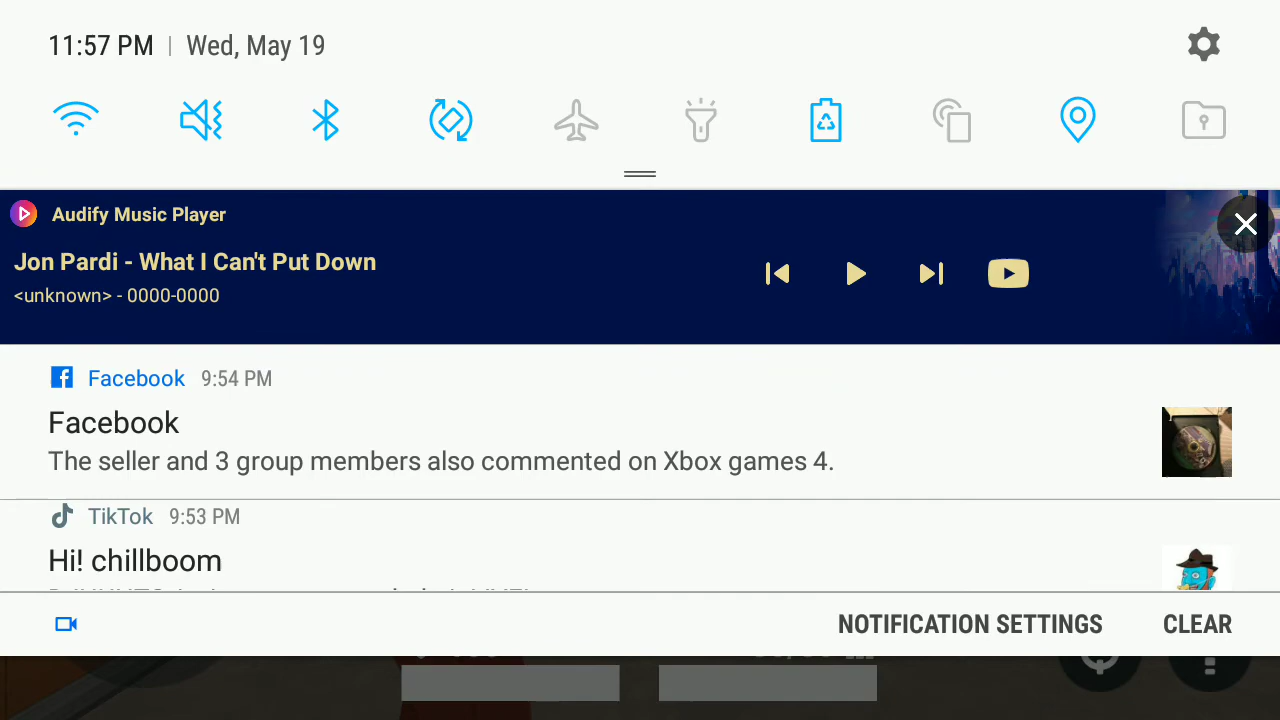 11:57 PM | Wed, May 19
Audify Music Player
Jon Pardi - What I Can't Put Down
<unknown> - 0000-0000
Facebook 9:54 PM
Facebook
The seller and 3 group members also commented on Xbox games 4.
TikTok 9:53 PM
Hi! chillboom
NOTIFICATION SETTINGS CLEAR